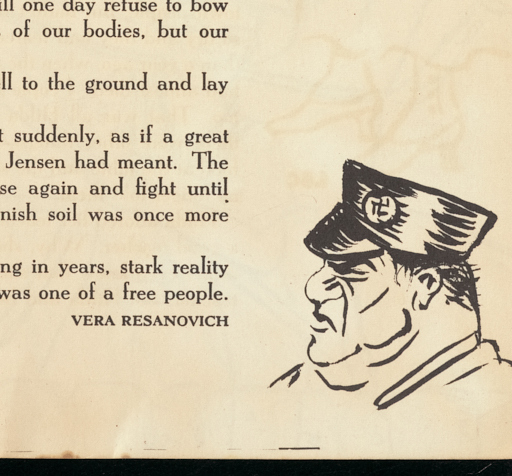 ill one day refuse to bow
of our bodies, but our
ll to the ground and lay
t suddenly, as if a great
Jensen had meant. The
se again and fight until
nish soil was once more
ng in years, stark reality
was one of a free people.
VERA RESANOVICH